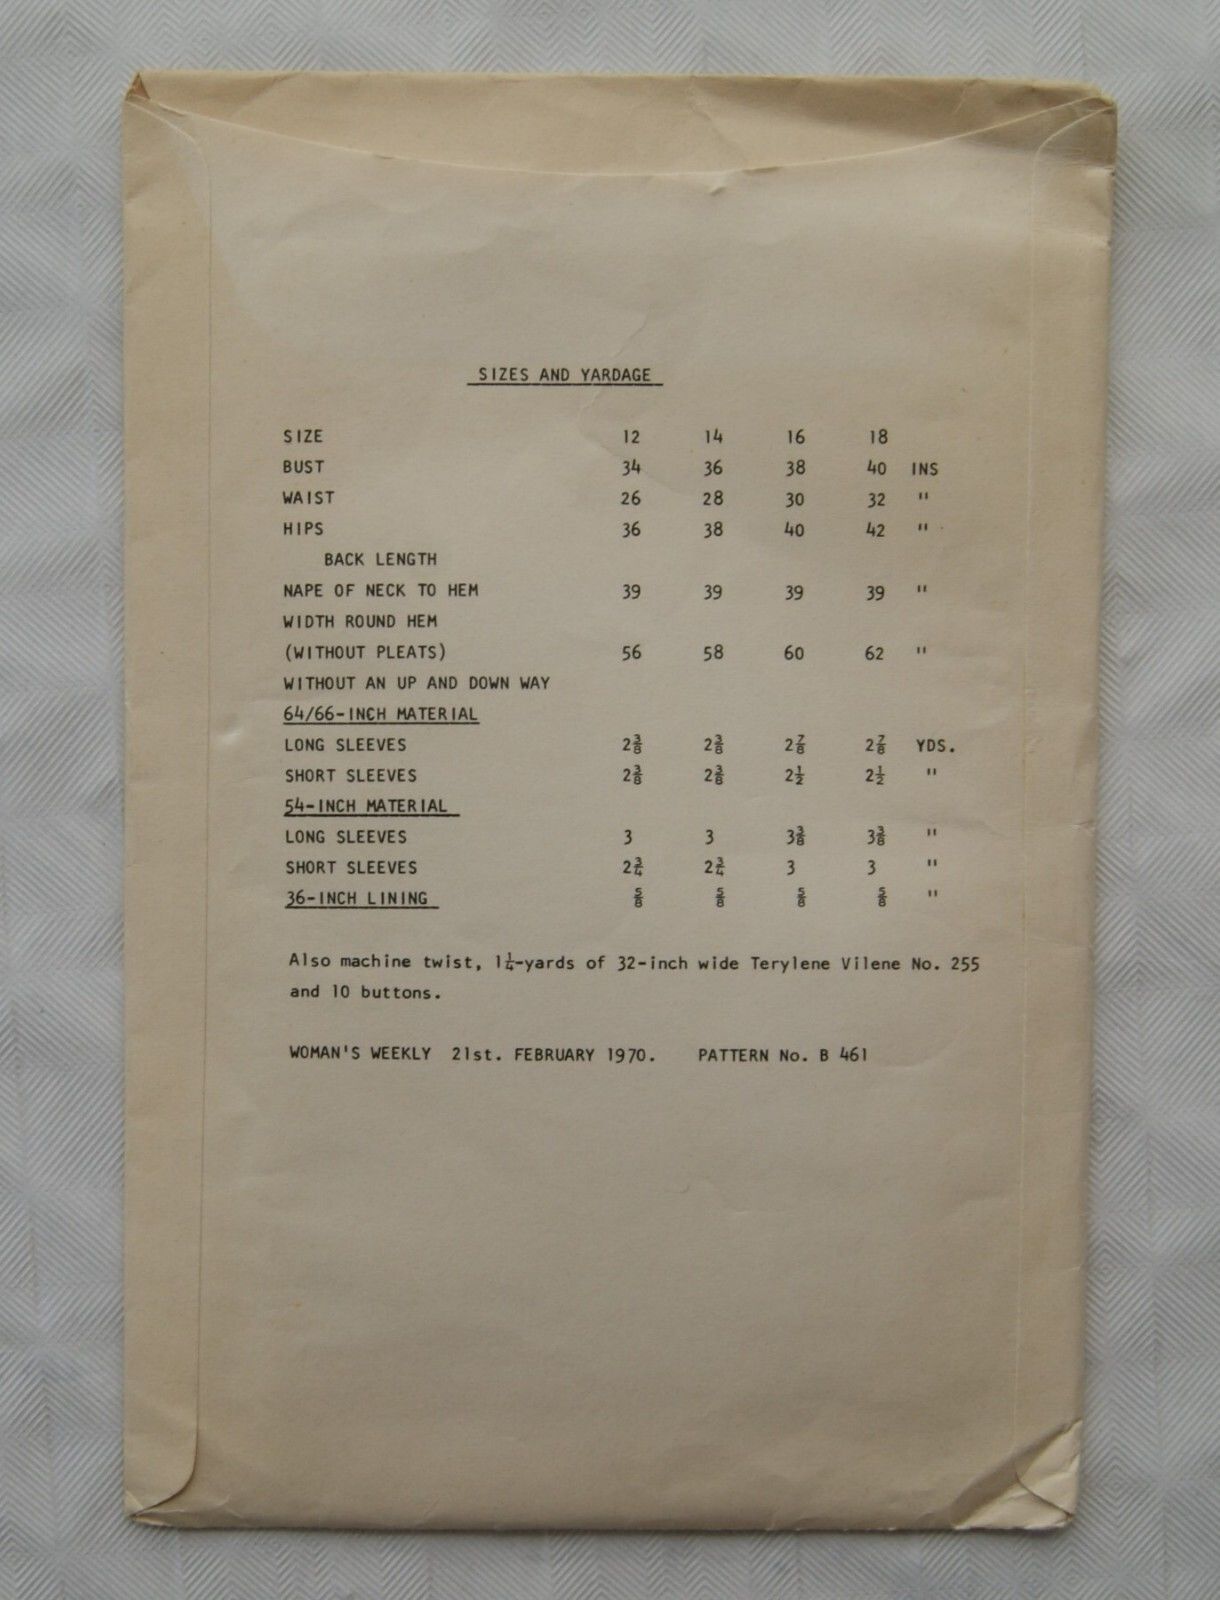 SIZES AND YARDAGE
SIZE 12 14 16 18
BUST 34 36 38 40 INS
WAIST 26 28 30 32 "
HIPS 36 38 40 42 "
BACK LENGTH
NAPE OF NECK TO HEM 39 39 39 39 "
WIDTH ROUND HEM
(WITHOUT PLEATS) 56 58 60 62 "
WITHOUT AN UP AND DOWN WAY
64/66-INCH MATERIAL
LONG SLEEVES 2⅜ 2⅜ 2⅞ 2⅞ YDS.
SHORT SLEEVES 2⅜ 2⅜ 2½ 2½ "
54-INCH MATERIAL
LONG SLEEVES 3 3 3⅜ 3⅜ "
SHORT SLEEVES 2¾ 2¾ 3 3 "
36-INCH LINING ⅝ ⅝ ⅝ ⅝ "
Also machine twist, 1¼-yards of 32-inch wide Terylene Vilene No. 255
and 10 buttons.
WOMAN'S WEEKLY 21st. FEBRUARY 1970. PATTERN No. B 461